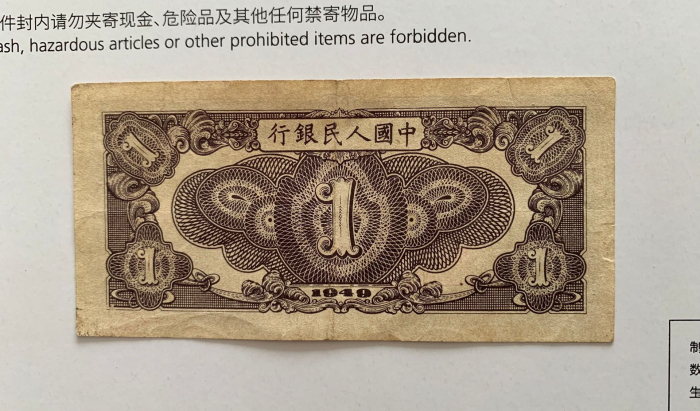 件封内请勿夹寄现金、危险品及其他任何禁寄物品。
ash, hazardous articles or other prohibited items are forbidden.
行銀民人國中
1 1
1
1 1
1949
制
数
生